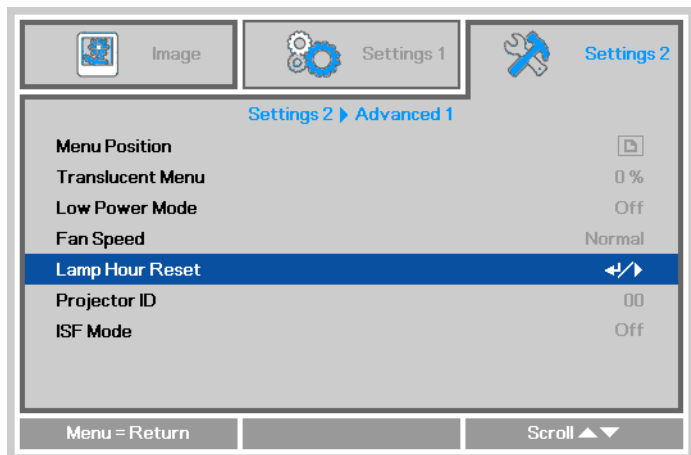 Image
Settings 1
Settings 2
Settings 2 Advanced 1
Menu Position
Translucent Menu 0 %
Low Power Mode Off
Fan Speed Normal
Lamp Hour Reset /
Projector ID 00
ISF Mode Off
Menu = Return Scroll